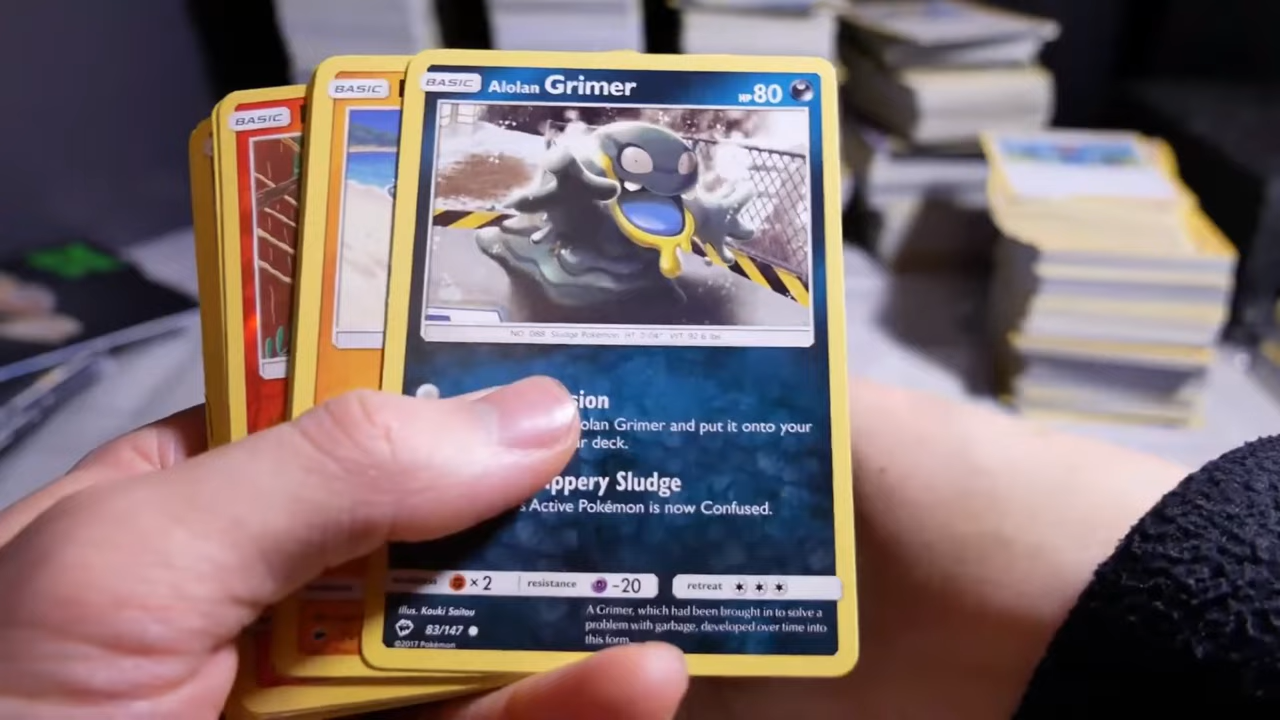 BASIC
BASIC
BASIC Alolan Grimer HP 80
NO. 088 Sludge Pokémon HT: 2'04" WT: 92.6 lbs.
sion
olan Grimer and put it onto your
r deck.
ppery Sludge
s Active Pokémon is now Confused.
×2 resistance -20 retreat
Illus. Kouki Saitou
83/147
©2017 Pokémon
A Grimer, which had been brought in to solve a
problem with garbage, developed over time into
this form.